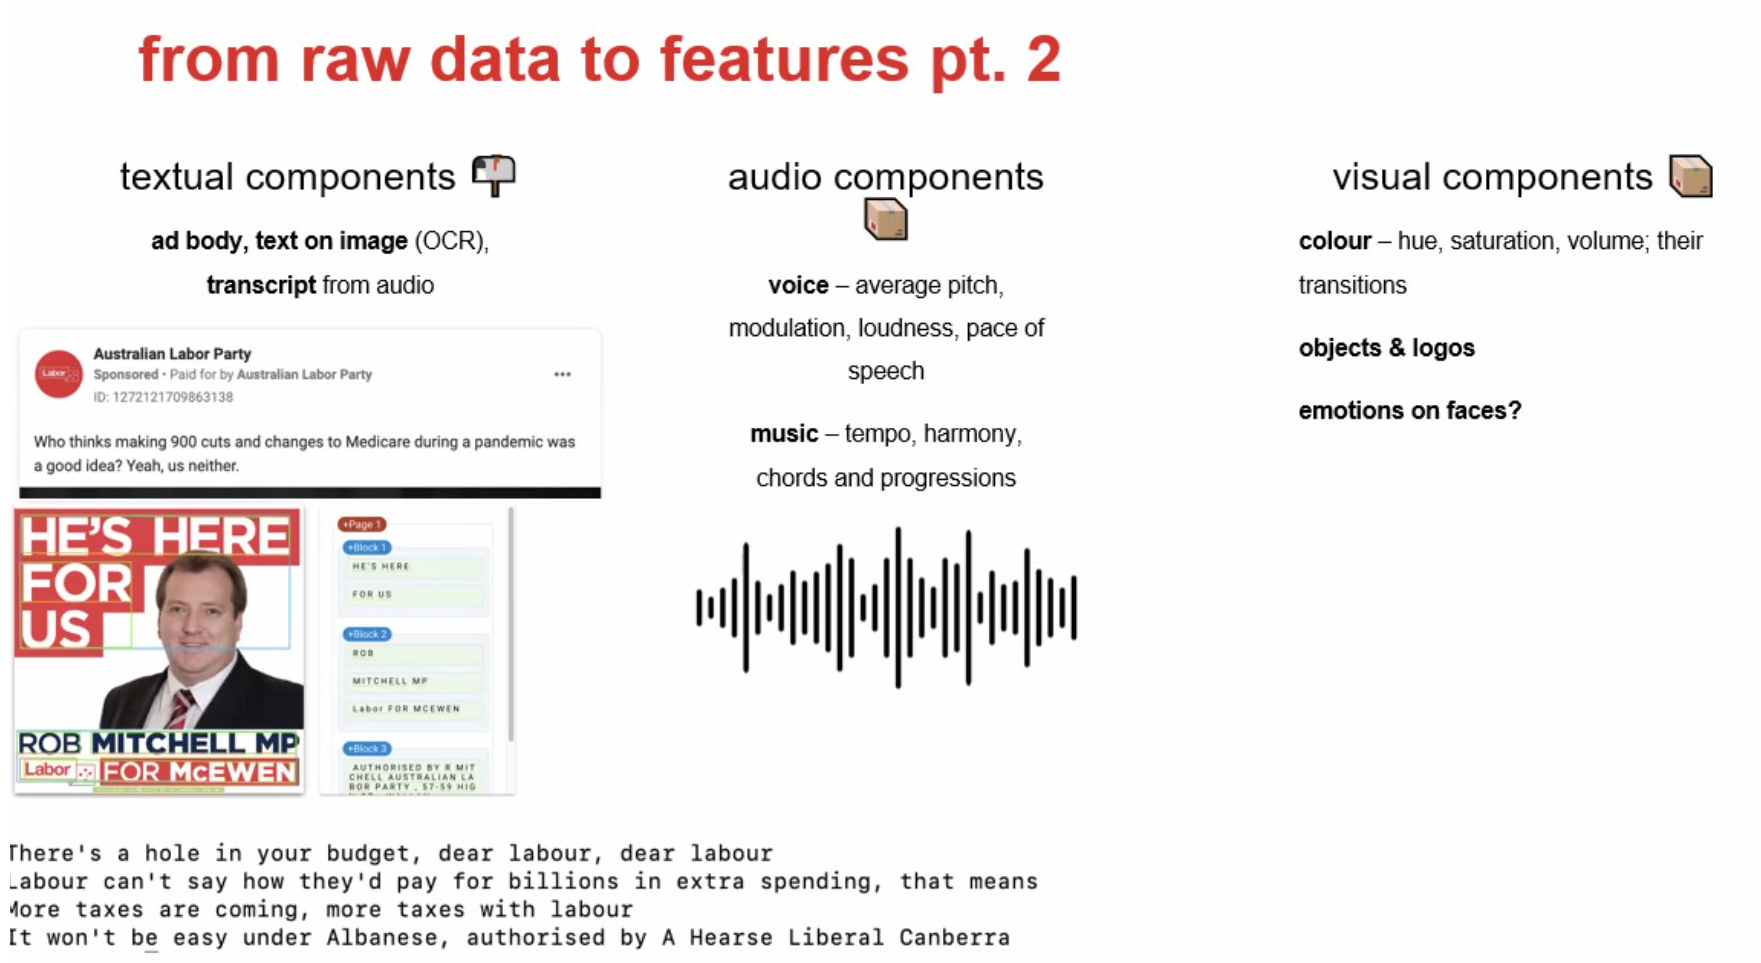 from raw data to features pt. 2
textual components
ad body, text on image (OCR),
transcript from audio
Australian Labor Party
Sponsored • Paid for by Australian Labor Party
ID: 1272121709863138
Labor
Who thinks making 900 cuts and changes to Medicare during a pandemic was
a good idea? Yeah, us neither.
HE'S HERE
FOR
US
ROB MITCHELL MP
Labor FOR McEWEN
+Page 1
+Block 1
HE'S HERE
FOR US
+Block 2
ROB
MITCHELL MP
Labor FOR MCEWEN
+Block 3
AUTHORISED BY R MIT
CHELL AUSTRALIAN LA
BOR PARTY , 57-59 HIG
There's a hole in your budget, dear labour, dear labour
Labour can't say how they'd pay for billions in extra spending, that means
More taxes are coming, more taxes with labour
It won't be easy under Albanese, authorised by A Hearse Liberal Canberra
audio components
voice – average pitch,
modulation, loudness, pace of
speech
music – tempo, harmony,
chords and progressions
visual components
colour – hue, saturation, volume; their
transitions
objects & logos
emotions on faces?